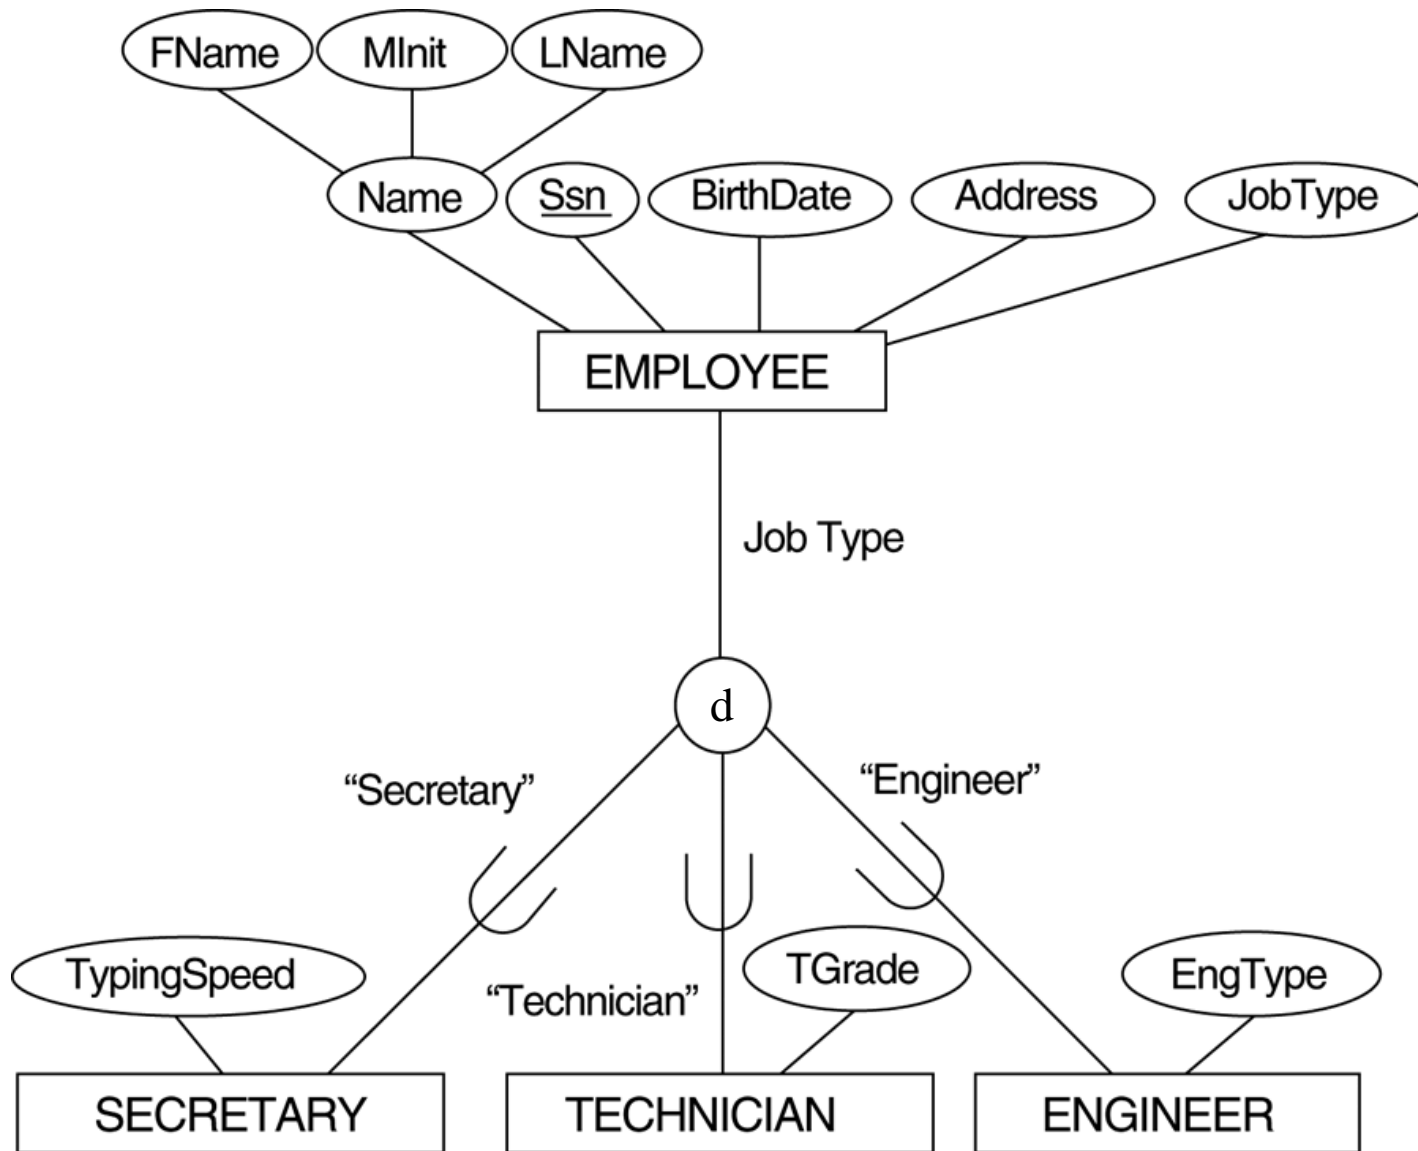 FName MInit LName
Name Ssn BirthDate Address JobType
EMPLOYEE
Job Type
d
“Secretary” “Engineer”
TypingSpeed “Technician” TGrade EngType
SECRETARY TECHNICIAN ENGINEER